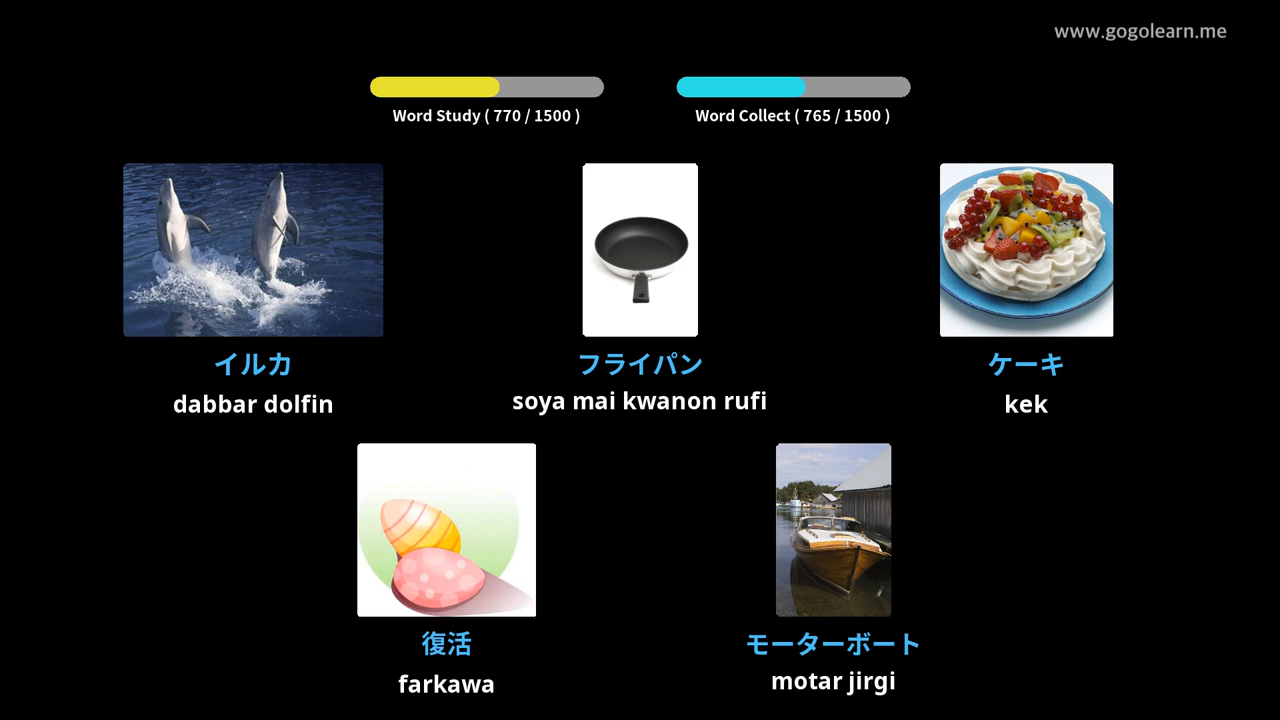 www.gogolearn.me
Word Study ( 770 / 1500 )
Word Collect ( 765 / 1500 )
イルカ
フライパン
ケーキ
dabbar dolfin
soya mai kwanon rufi
kek
復活
モーターボート
farkawa
motar jirgi